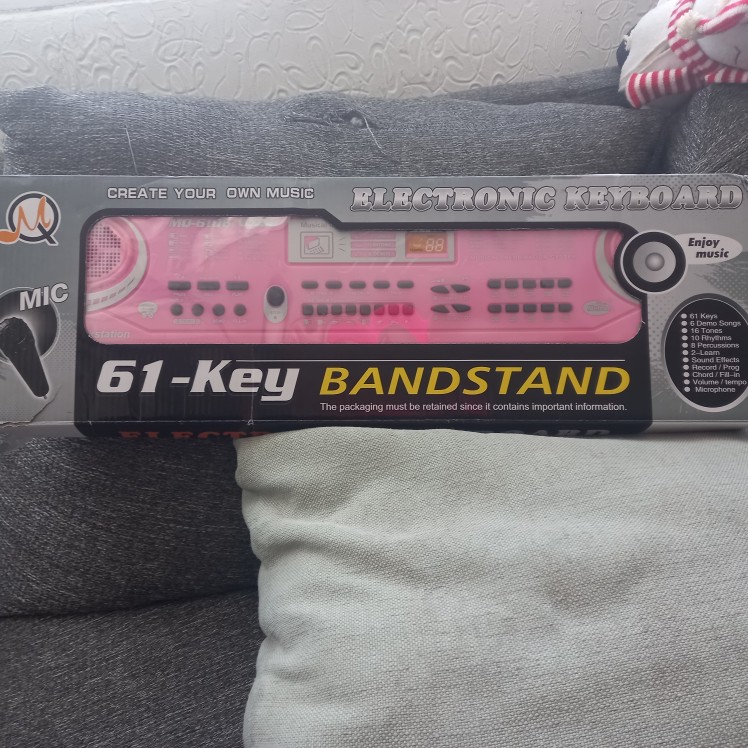 CREATE YOUR OWN MUSIC
ELECTRONIC KEYBOARD
MQ
MIC
88
Enjoy
music
61 Keys
6 Demo Songs
16 Tones
10 Rhythms
8 Percussions
2-Learn
Sound Effects
Record / Prog
Chord / Fill-in
Volume / tempo
Microphone
61-Key BANDSTAND
The packaging must be retained since it contains important information.